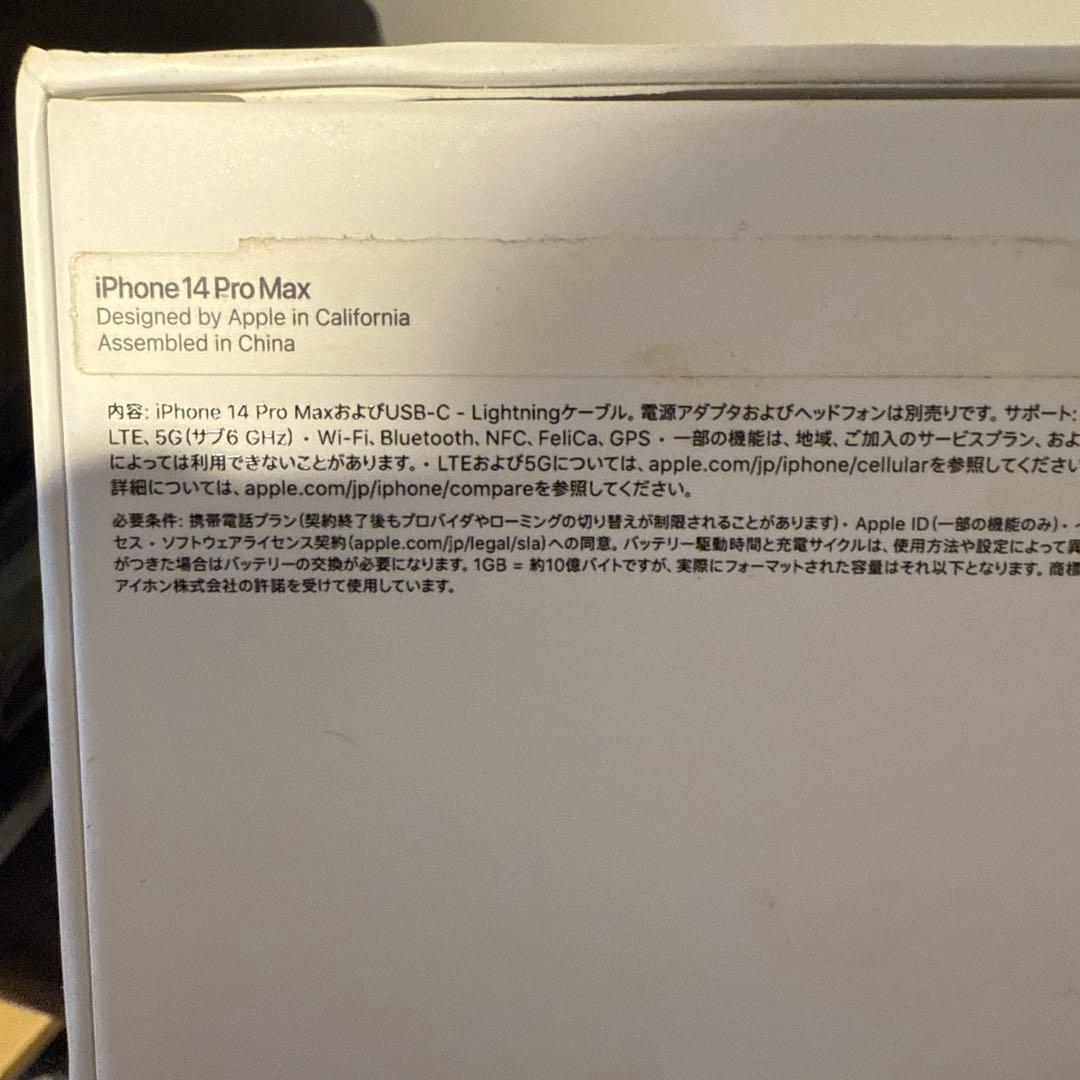 iPhone 14 Pro Max
Designed by Apple in California
Assembled in China
内容: iPhone 14 Pro MaxおよびUSB-C - Lightningケーブル。電源アダプタおよびヘッドフォンは別売りです。サポート:
LTE、5G(サブ6 GHz)・Wi-Fi、Bluetooth、NFC、FeliCa、GPS・一部の機能は、地域、ご加入のサービスプラン、およ
によっては利用できないことがあります。・LTEおよび5Gについては、apple.com/jp/iphone/cellularを参照してください
詳細については、apple.com/jp/iphone/compareを参照してください。
必要条件: 携帯電話プラン(契約終了後もプロバイダやローミングの切り替えが制限されることがあります)・Apple ID(一部の機能のみ)・
セス・ソフトウェアライセンス契約(apple.com/jp/legal/sla)への同意。バッテリー駆動時間と充電サイクルは、使用方法や設定によって異
がつきた場合はバッテリーの交換が必要になります。1GB = 約10億バイトですが、実際にフォーマットされた容量はそれ以下となります。商標
アイホン株式会社の許諾を受けて使用しています。